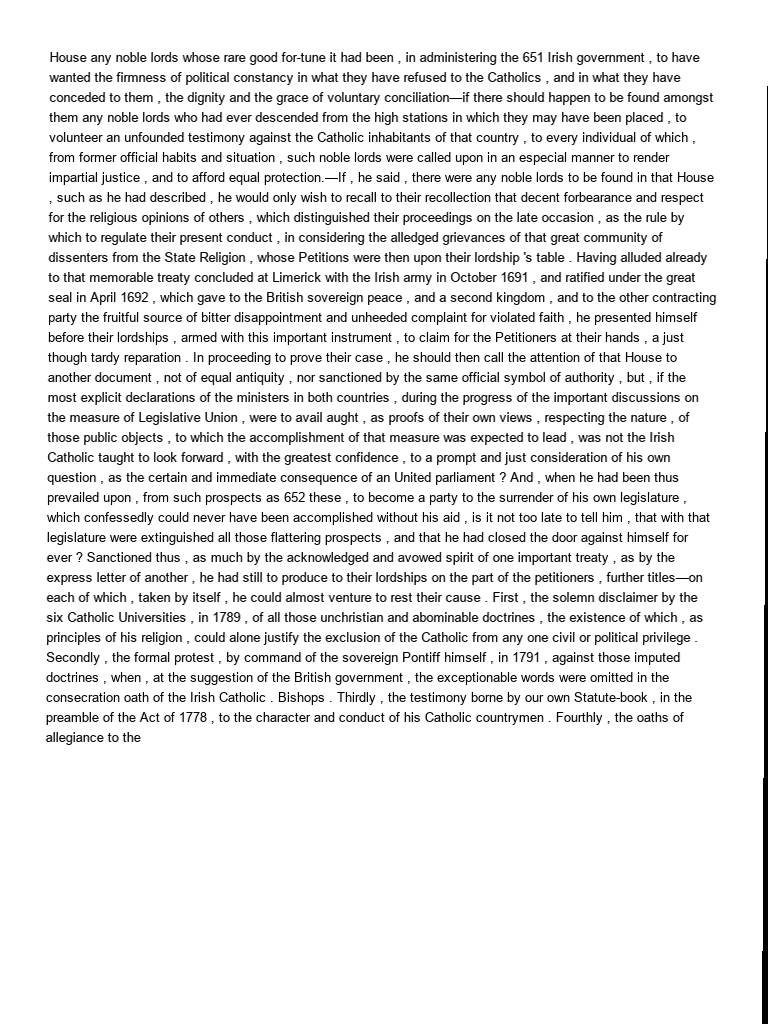 House any noble lords whose rare good for-tune it had been , in administering the 651 Irish government , to have
wanted the firmness of political constancy in what they have refused to the Catholics , and in what they have
conceded to them , the dignity and the grace of voluntary conciliation—if there should happen to be found amongst
them any noble lords who had ever descended from the high stations in which they may have been placed , to
volunteer an unfounded testimony against the Catholic inhabitants of that country , to every individual of which ,
from former official habits and situation , such noble lords were called upon in an especial manner to render
impartial justice , and to afford equal protection.—If , he said , there were any noble lords to be found in that House
, such as he had described , he would only wish to recall to their recollection that decent forbearance and respect
for the religious opinions of others , which distinguished their proceedings on the late occasion , as the rule by
which to regulate their present conduct , in considering the alledged grievances of that great community of
dissenters from the State Religion , whose Petitions were then upon their lordship 's table . Having alluded already
to that memorable treaty concluded at Limerick with the Irish army in October 1691 , and ratified under the great
seal in April 1692 , which gave to the British sovereign peace , and a second kingdom , and to the other contracting
party the fruitful source of bitter disappointment and unheeded complaint for violated faith , he presented himself
before their lordships , armed with this important instrument , to claim for the Petitioners at their hands , a just
though tardy reparation . In proceeding to prove their case , he should then call the attention of that House to
another document , not of equal antiquity , nor sanctioned by the same official symbol of authority , but , if the
most explicit declarations of the ministers in both countries , during the progress of the important discussions on
the measure of Legislative Union , were to avail aught , as proofs of their own views , respecting the nature , of
those public objects , to which the accomplishment of that measure was expected to lead , was not the Irish
Catholic taught to look forward , with the greatest confidence , to a prompt and just consideration of his own
question , as the certain and immediate consequence of an United parliament ? And , when he had been thus
prevailed upon , from such prospects as 652 these , to become a party to the surrender of his own legislature ,
which confessedly could never have been accomplished without his aid , is it not too late to tell him , that with that
legislature were extinguished all those flattering prospects , and that he had closed the door against himself for
ever ? Sanctioned thus , as much by the acknowledged and avowed spirit of one important treaty , as by the
express letter of another , he had still to produce to their lordships on the part of the petitioners , further titles—on
each of which , taken by itself , he could almost venture to rest their cause . First , the solemn disclaimer by the
six Catholic Universities , in 1789 , of all those unchristian and abominable doctrines , the existence of which , as
principles of his religion , could alone justify the exclusion of the Catholic from any one civil or political privilege .
Secondly , the formal protest , by command of the sovereign Pontiff himself , in 1791 , against those imputed
doctrines , when , at the suggestion of the British government , the exceptionable words were omitted in the
consecration oath of the Irish Catholic . Bishops . Thirdly , the testimony borne by our own Statute-book , in the
preamble of the Act of 1778 , to the character and conduct of his Catholic countrymen . Fourthly , the oaths of
allegiance to the